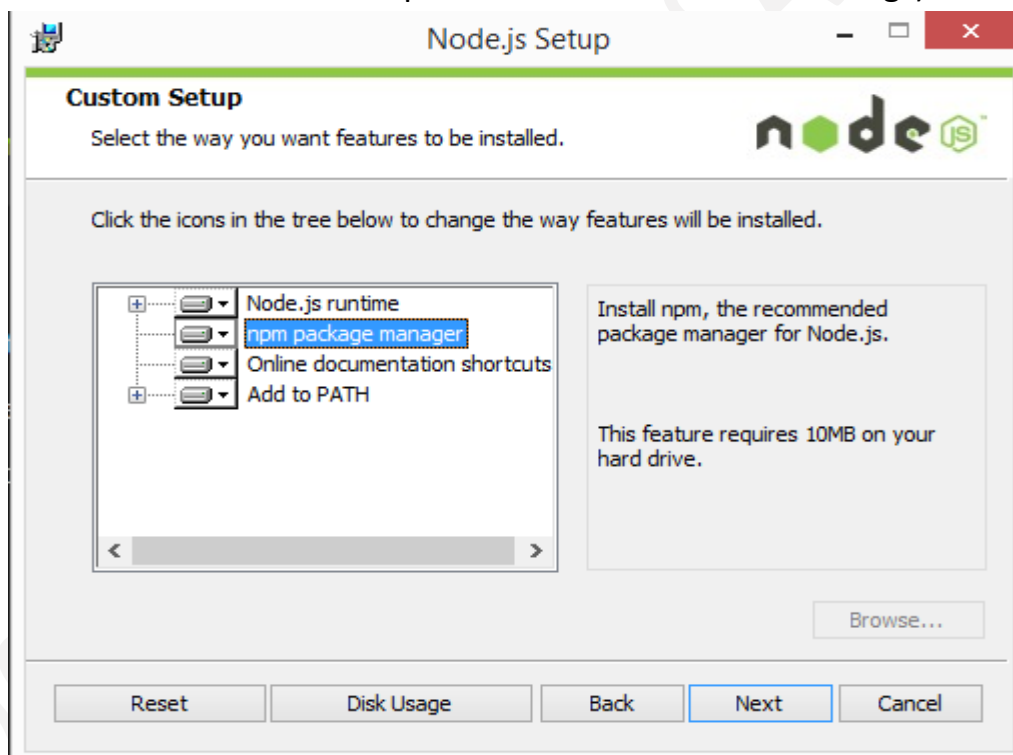 Node.js Setup
Custom Setup
Select the way you want features to be installed.
node JS
Click the icons in the tree below to change the way features will be installed.
Node.js runtime
npm package manager
Online documentation shortcuts
Add to PATH
Install npm, the recommended
package manager for Node.js.
This feature requires 10MB on your
hard drive.
Browse...
Reset Disk Usage Back Next Cancel